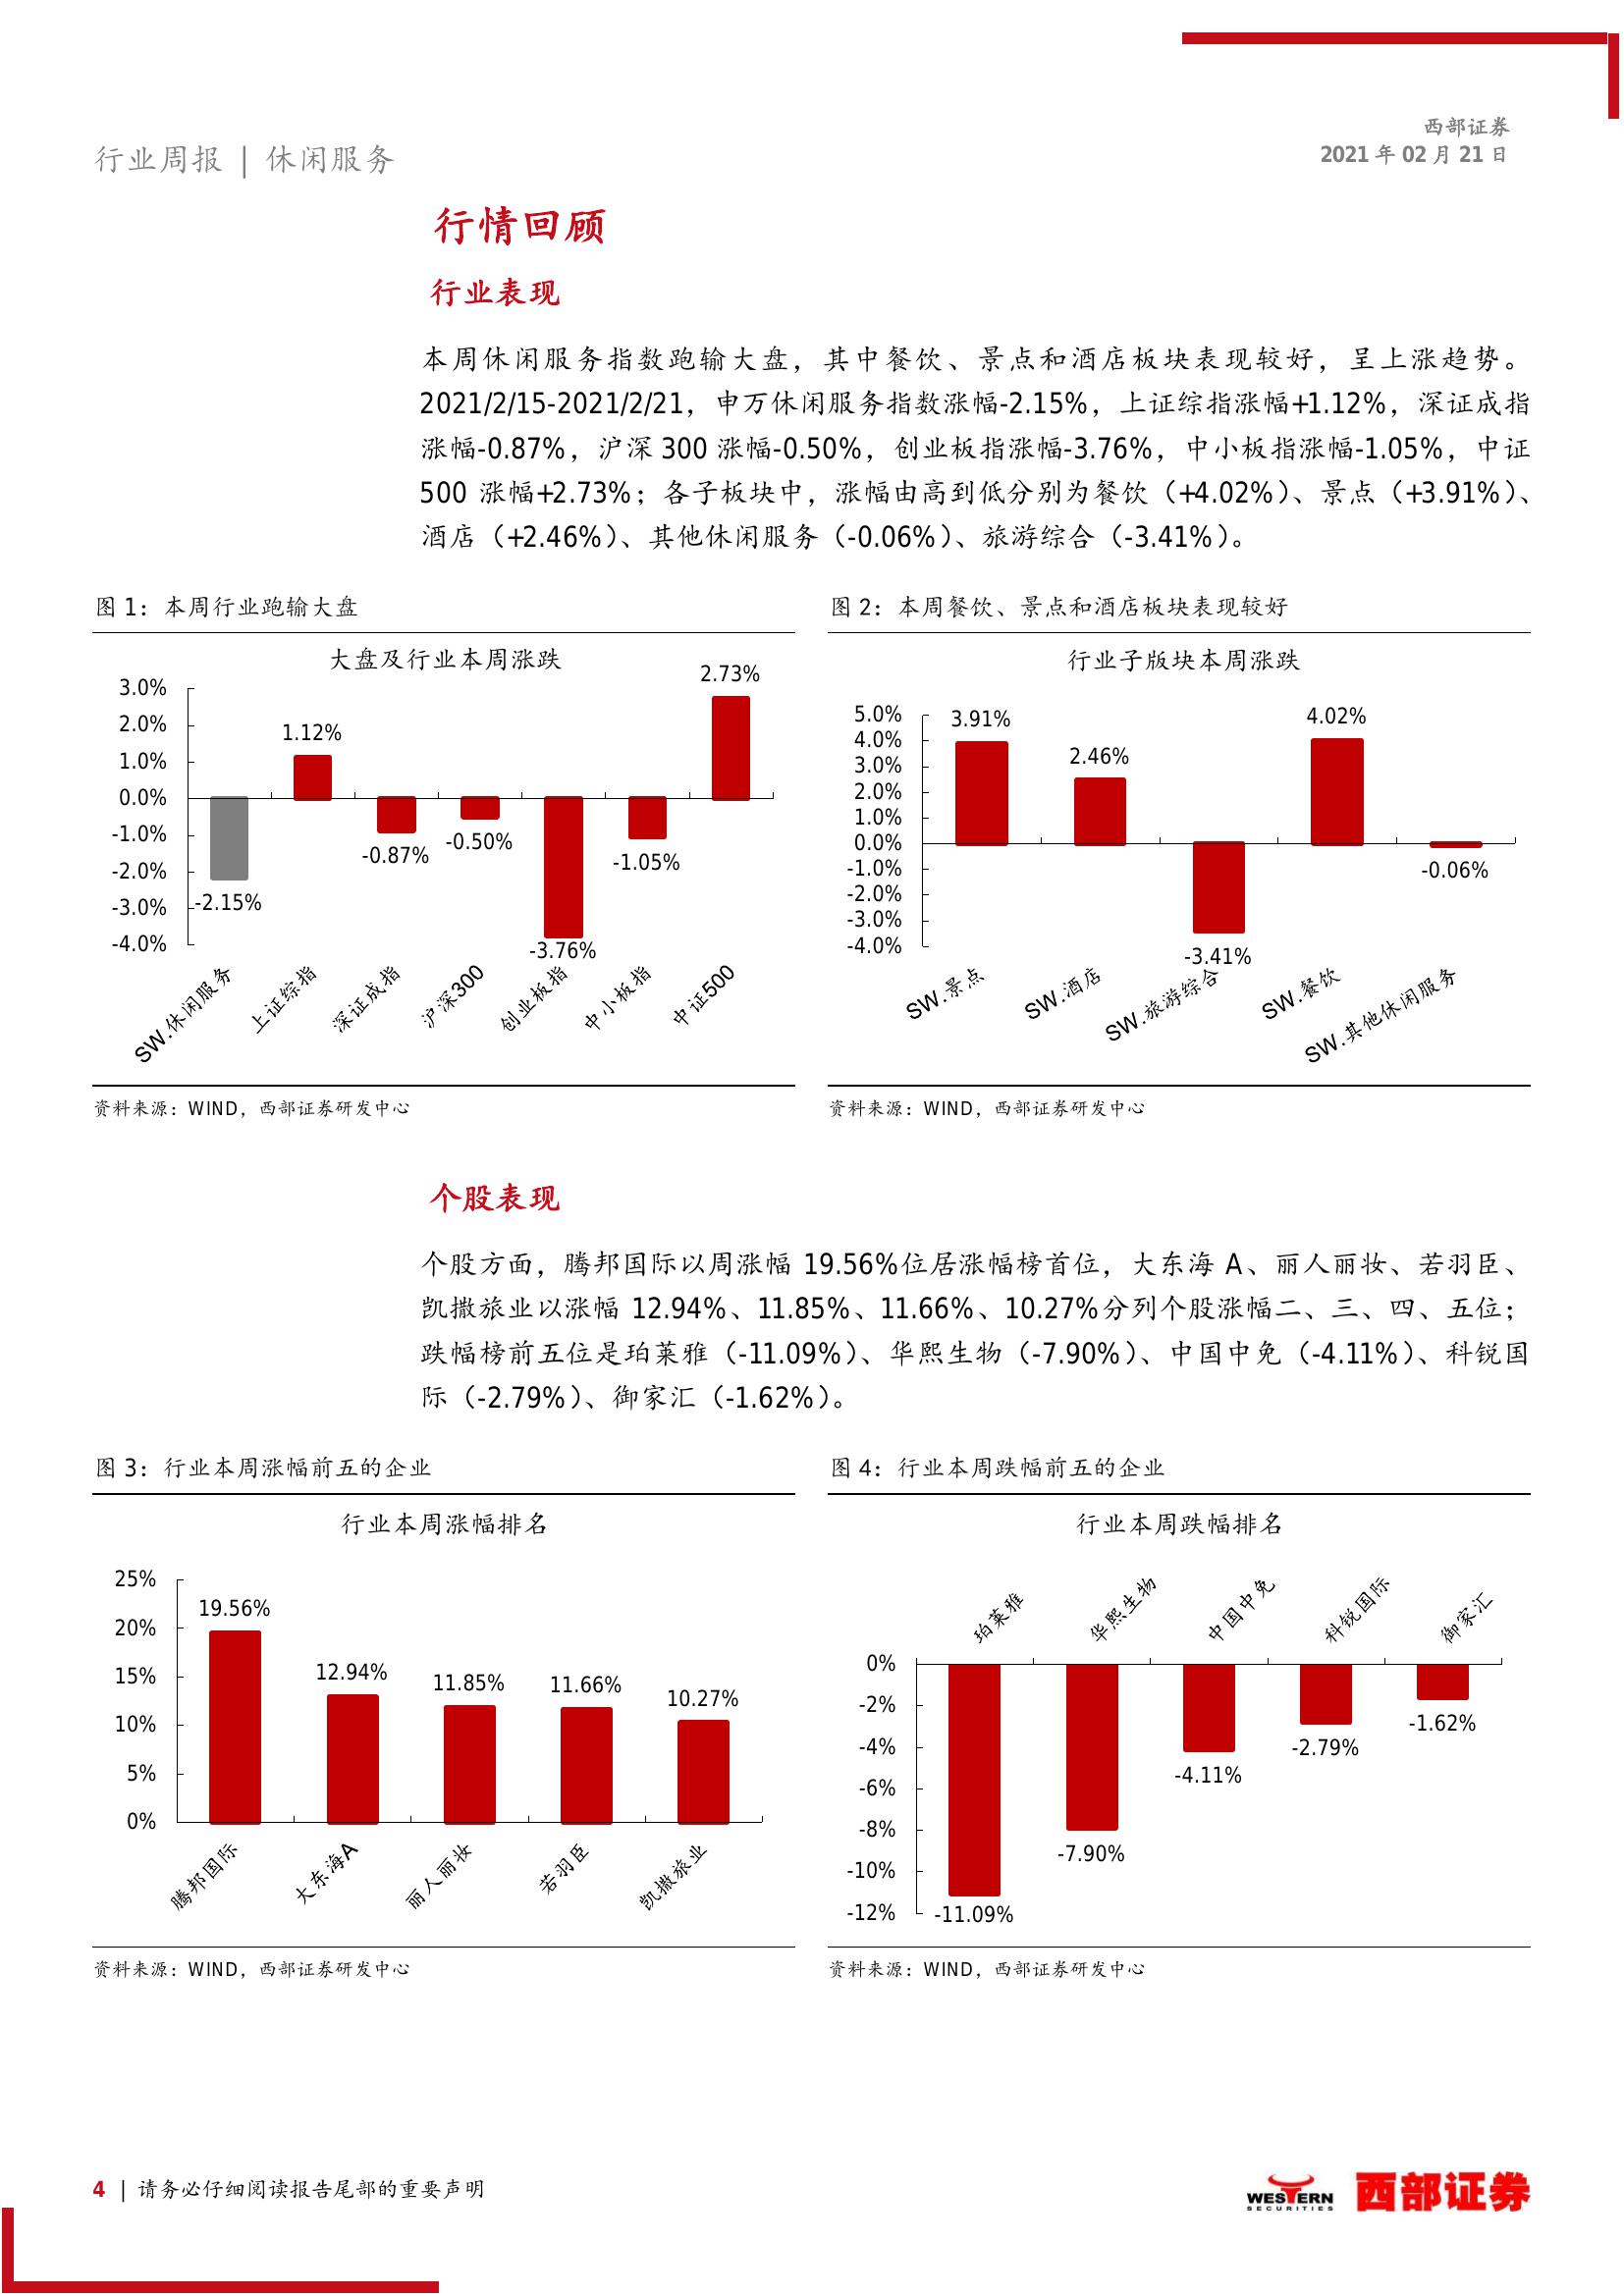 西部证券
2021 年 02 月 21 日
行业周报 | 休闲服务
行情回顾
行业表现
本周休闲服务指数跑输大盘，其中餐饮、景点和酒店板块表现较好，呈上涨趋势。
2021/2/15-2021/2/21，申万休闲服务指数涨幅-2.15%，上证综指涨幅+1.12%，深证成指
涨幅-0.87%，沪深 300 涨幅-0.50%，创业板指涨幅-3.76%，中小板指涨幅-1.05%，中证
500 涨幅+2.73%；各子板块中，涨幅由高到低分别为餐饮（+4.02%）、景点（+3.91%）、
酒店（+2.46%）、其他休闲服务（-0.06%）、旅游综合（-3.41%）。
图 1：本周行业跑输大盘
大盘及行业本周涨跌
3.0%
2.0%
1.0%
0.0%
-1.0%
-2.0%
-3.0%
-4.0%
-2.15%
1.12%
-0.87%
-0.50%
-3.76%
-1.05%
2.73%
SW.休闲服务
上证综指
深证成指
沪深300
创业板指
中小板指
中证500
资料来源：WIND，西部证券研发中心
图 2：本周餐饮、景点和酒店板块表现较好
行业子版块本周涨跌
5.0%
4.0%
3.0%
2.0%
1.0%
0.0%
-1.0%
-2.0%
-3.0%
-4.0%
3.91%
2.46%
-3.41%
4.02%
-0.06%
SW.景点
SW.酒店
SW.旅游综合
SW.餐饮
SW.其他休闲服务
资料来源：WIND，西部证券研发中心
个股表现
个股方面，腾邦国际以周涨幅 19.56%位居涨幅榜首位，大东海 A、丽人丽妆、若羽臣、
凯撒旅业以涨幅 12.94%、11.85%、11.66%、10.27%分列个股涨幅二、三、四、五位；
跌幅榜前五位是珀莱雅（-11.09%）、华熙生物（-7.90%）、中国中免（-4.11%）、科锐国
际（-2.79%）、御家汇（-1.62%）。
图 3：行业本周涨幅前五的企业
行业本周涨幅排名
25%
20%
15%
10%
5%
0%
19.56%
12.94%
11.85%
11.66%
10.27%
腾邦国际
大东海A
丽人丽妆
若羽臣
凯撒旅业
资料来源：WIND，西部证券研发中心
图 4：行业本周跌幅前五的企业
行业本周跌幅排名
珀莱雅
华熙生物
中国中免
科锐国际
御家汇
0%
-2%
-4%
-6%
-8%
-10%
-12%
-11.09%
-7.90%
-4.11%
-2.79%
-1.62%
资料来源：WIND，西部证券研发中心
4 | 请务必仔细阅读报告尾部的重要声明
WESTERN
SECURITIES
西部证券